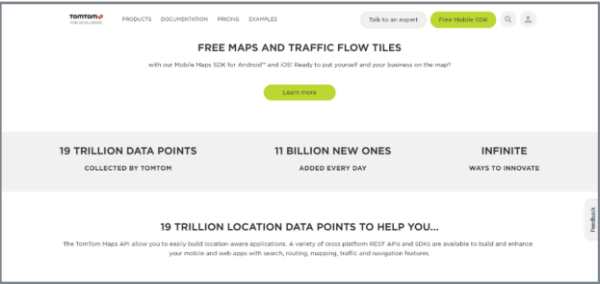 TOMTOM
FOR DEVELOPERS
PRODUCTS DOCUMENTATION PRICING EXAMPLES
Talk to an expert
Free Mobile SDK
FREE MAPS AND TRAFFIC FLOW TILES
with our Mobile Maps SDK for Android™ and iOS! Ready to put yourself and your business on the map?
Learn more
19 TRILLION DATA POINTS
COLLECTED BY TOMTOM
11 BILLION NEW ONES
ADDED EVERY DAY
INFINITE
WAYS TO INNOVATE
Feedback
19 TRILLION LOCATION DATA POINTS TO HELP YOU...
The TomTom Maps API allow you to easily build location-aware applications. A variety of cross platform REST APIs and SDKs are available to build and enhance
your mobile and web apps with search, routing, mapping, traffic and navigation features.